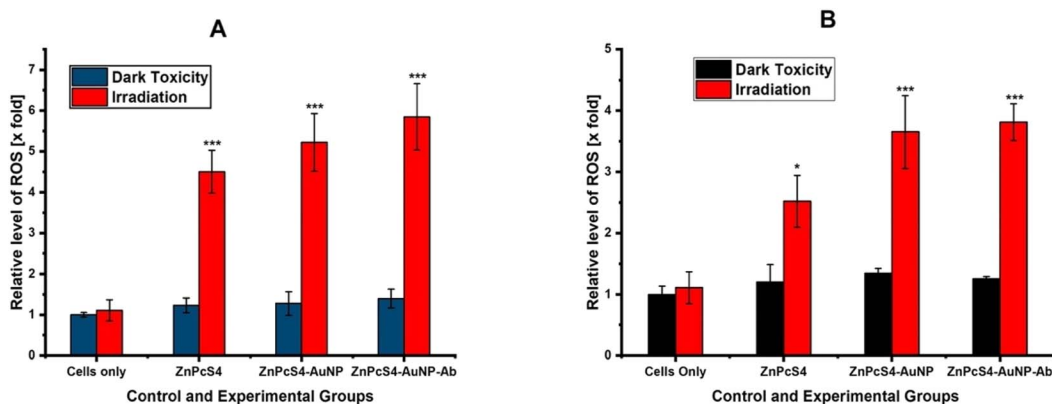 A
Relative level of ROS [x fold]
7
6
5
4
3
2
1
0
Dark Toxicity
Irradiation
***
***
***
Cells only
ZnPcS4
ZnPcS4-AuNP
ZnPcS4-AuNP-Ab
Control and Experimental Groups
B
Relative level of ROS [x fold]
5
4
3
2
1
0
Dark Toxicity
Irradiation
*
***
***
Cells Only
ZnPcS4
ZnPcS4-AuNP
ZnPcS4-AuNP-Ab
Control and Experimental Groups